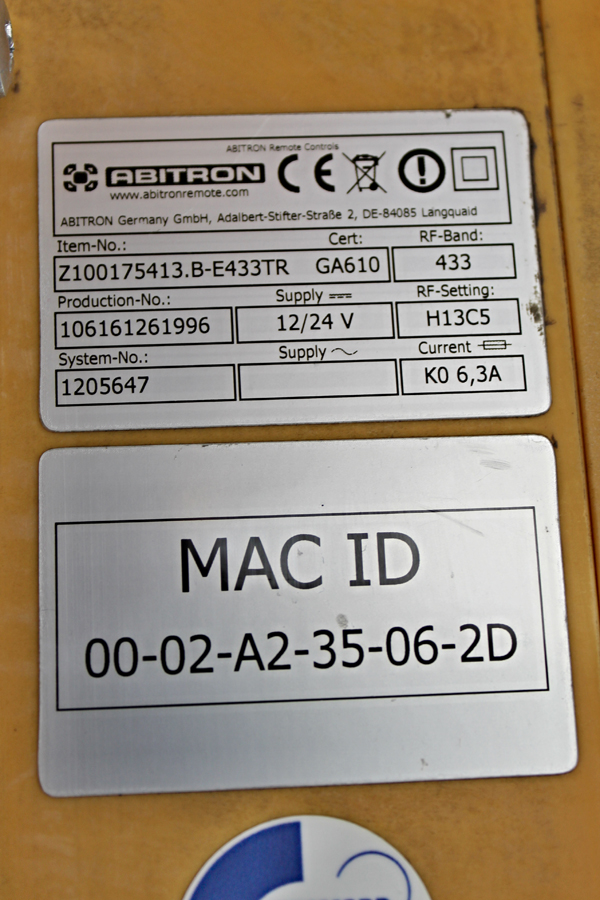 ABITRON Remote Controls
ABITRON CE
www.abitronremote.com
ABITRON Germany GmbH, Adalbert-Stifter-Straße 2, DE-84085 Langquaid
Item-No.: Cert: RF-Band:
Z100175413.B-E433TR GA610 433
Production-No.: Supply RF-Setting:
106161261996 12/24 V H13C5
System-No.: Supply Current
1205647 K0 6,3A
MAC ID
00-02-A2-35-06-2D